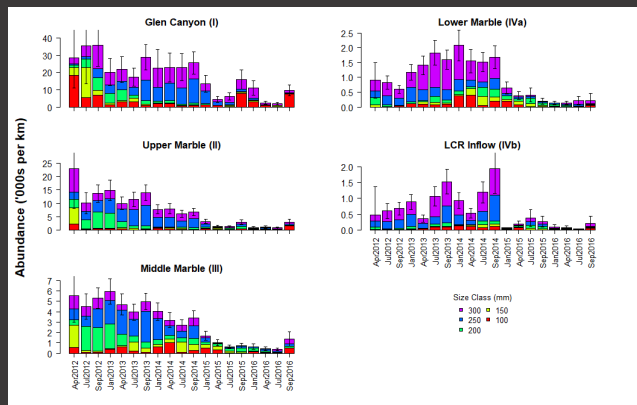 Abundance ('000s per km)
Glen Canyon (I)
40
30
20
10
0
Lower Marble (IVa)
2.5
2.0
1.5
1.0
0.5
0.0
Upper Marble (II)
25
20
15
10
5
0
LCR Inflow (IVb)
2.0
1.5
1.0
0.5
0.0
Apr2012
Jul2012
Sep2012
Jan2013
Apr2013
Jul2013
Sep2013
Jan2014
Apr2014
Jul2014
Sep2014
Jan2015
Apr2015
Jul2015
Sep2015
Jan2016
Apr2016
Jul2016
Sep2016
Middle Marble (III)
7
6
5
4
3
2
1
0
Apr2012
Jul2012
Sep2012
Jan2013
Apr2013
Jul2013
Sep2013
Jan2014
Apr2014
Jul2014
Sep2014
Jan2015
Apr2015
Jul2015
Sep2015
Jan2016
Apr2016
Jul2016
Sep2016
Size Class (mm)
300 150
250 100
200